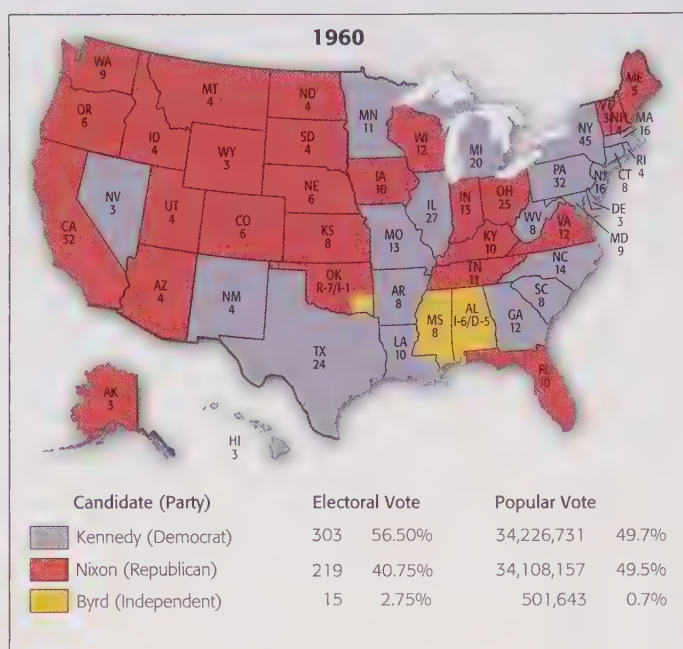 1960
WA
9
MT
4
ND
4
MN
11
OR
6
ID
4
WY
3
SD
4
WI
12
MI
20
NY
45
VT
3
NH
4
ME
5
MA
16
RI
4
CT
8
NJ
16
DE
3
MD
9
PA
32
NV
3
UT
4
CO
6
NE
6
IA
10
IL
27
IN
13
OH
25
WV
8
VA
12
CA
32
AZ
4
NM
4
KS
8
MO
13
KY
10
NC
14
OK
R-7/I-1
AR
8
TN
11
SC
8
MS
8
AL
I-6/D-5
GA
12
TX
24
LA
10
FL
10
AK
3
HI
3
Candidate (Party) Electoral Vote Popular Vote
Kennedy (Democrat) 303 56.50% 34,226,731 49.7%
Nixon (Republican) 219 40.75% 34,108,157 49.5%
Byrd (Independent) 15 2.75% 501,643 0.7%